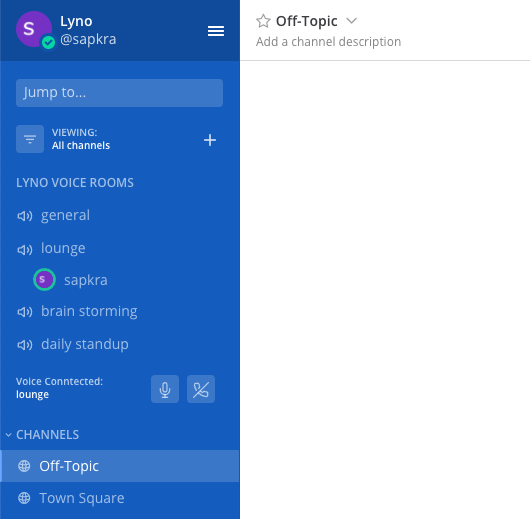 S
Lyno
@sapkra
Jump to...
VIEWING:
All channels
+
LYNO VOICE ROOMS
general
lounge
S
sapkra
brain storming
daily standup
Voice Conntected:
lounge
CHANNELS
Off-Topic
Town Square
Off-Topic
Add a channel description